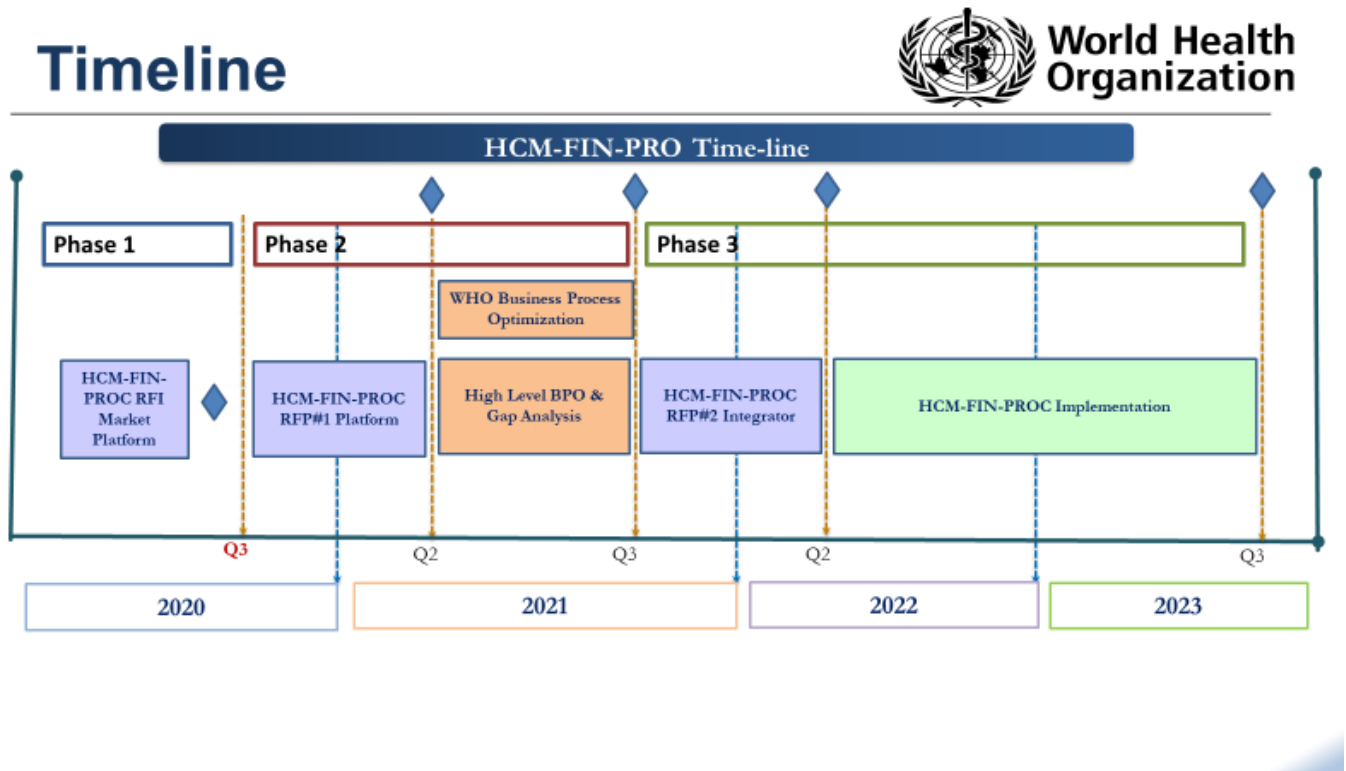 Timeline
World Health
Organization
HCM-FIN-PRO Time-line
Phase 1
Phase 2
Phase 3
WHO Business Process
Optimization
HCM-FIN-
PROC RFI
Market
Platform
HCM-FIN-PROC
RFP#1 Platform
High Level BPO &
Gap Analysis
HCM-FIN-PROC
RFP#2 Integrator
HCM-FIN-PROC Implementation
Q3
Q2
Q3
Q2
Q3
2020
2021
2022
2023